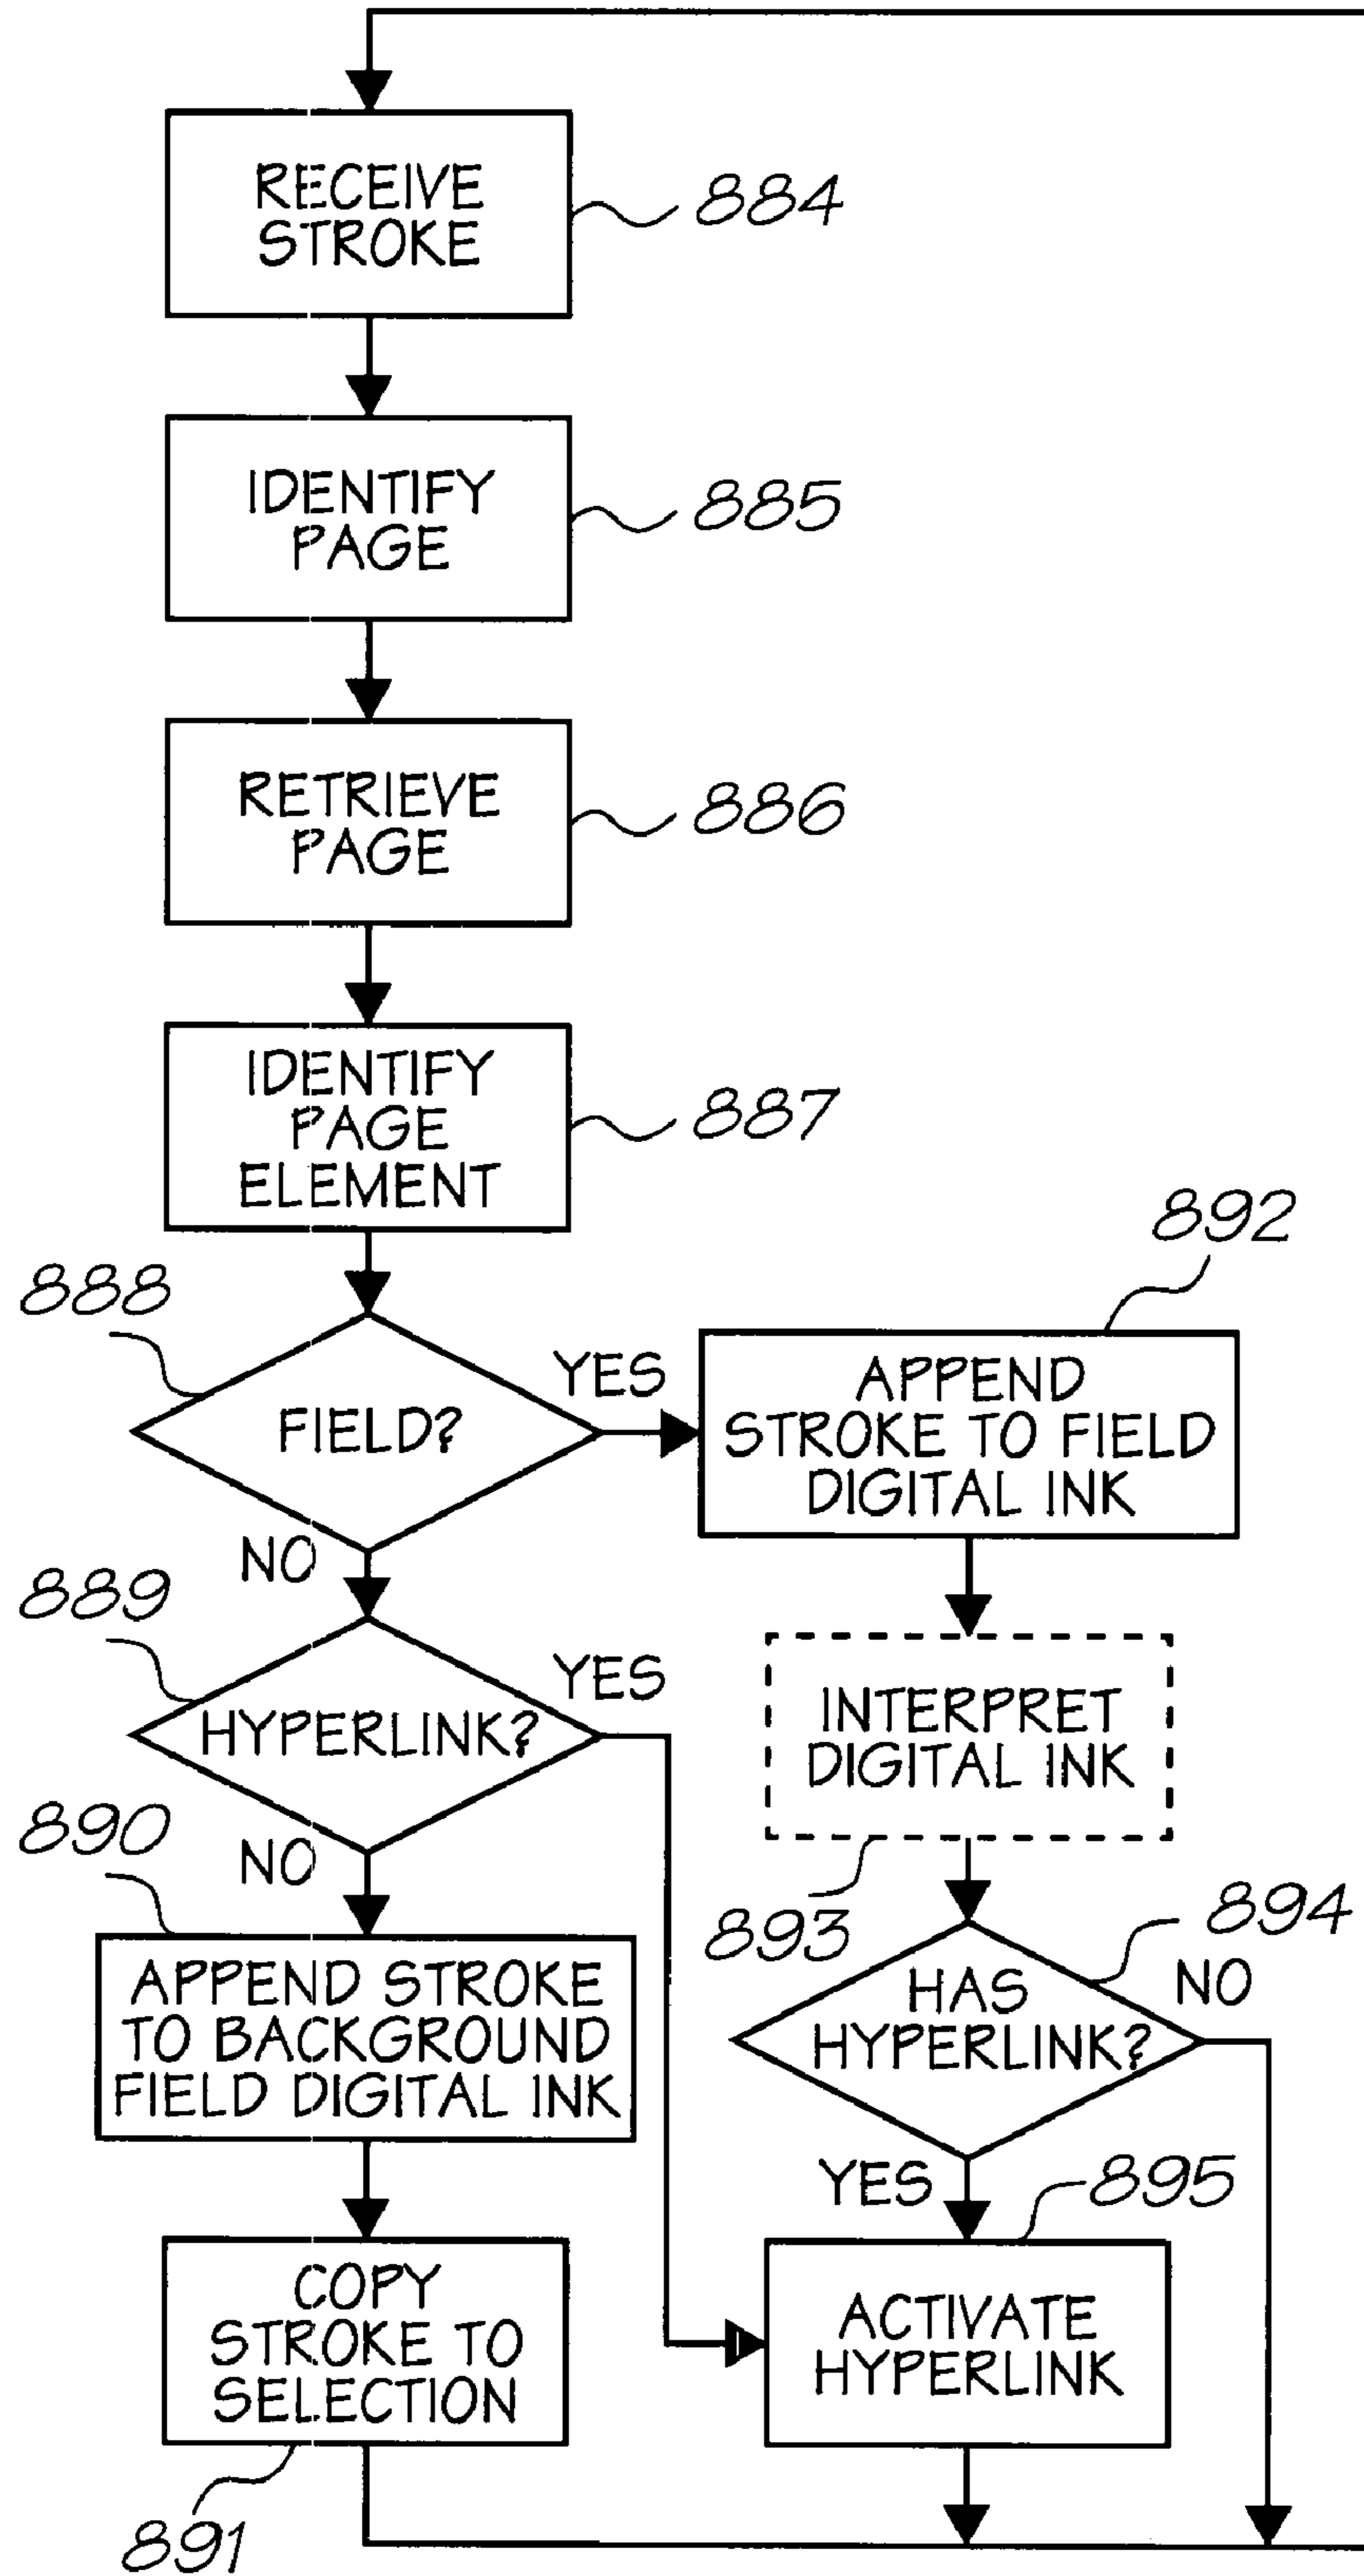 RECEIVE
STROKE
884
IDENTIFY
PAGE
885
RETRIEVE
PAGE
886
IDENTIFY
PAGE
ELEMENT
887
888
FIELD?
YES
NO
892
APPEND
STROKE TO FIELD
DIGITAL INK
889
HYPERLINK?
YES
NO
INTERPRET
DIGITAL INK
893
890
APPEND STROKE
TO BACKGROUND
FIELD DIGITAL INK
894
HAS
HYPERLINK?
NO
YES
895
COPY
STROKE TO
SELECTION
891
ACTIVATE
HYPERLINK